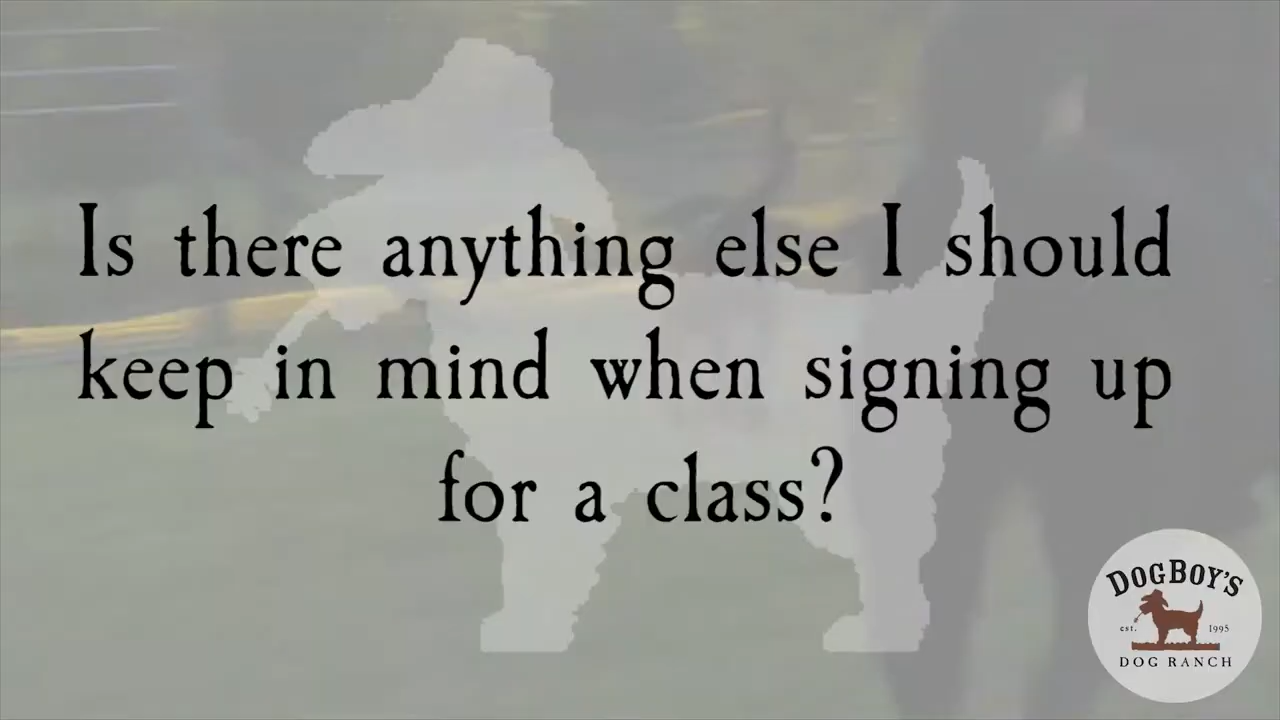 Is there anything else I should
keep in mind when signing up
for a class?
DOGBOY'S
est. 1995
DOG RANCH